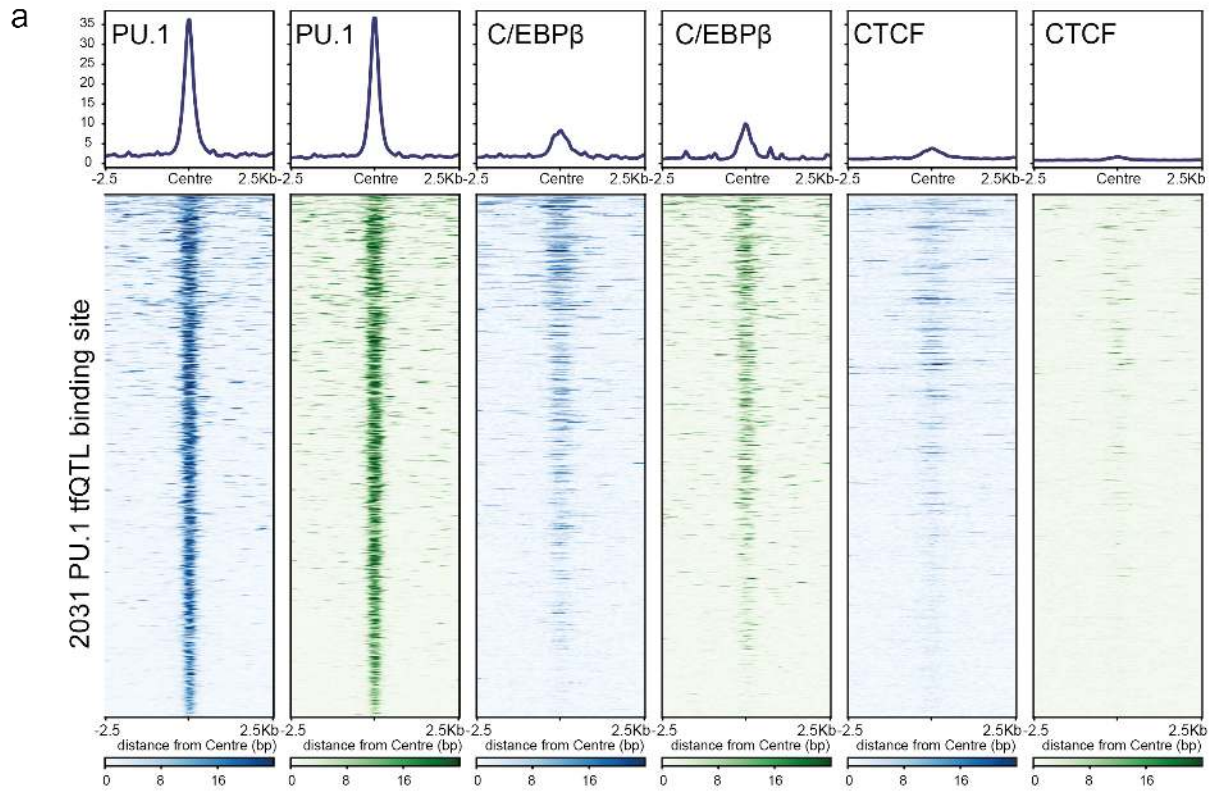 a
PU.1 PU.1 C/EBPβ C/EBPβ CTCF CTCF
35
30
25
20
15
10
5
0
-2.5 Centre 2.5Kb -2.5 Centre 2.5Kb -2.5 Centre 2.5Kb -2.5 Centre 2.5Kb -2.5 Centre 2.5Kb -2.5 Centre 2.5Kb
2031 PU.1 tfQTL binding site
-2.5 2.5Kb -2.5 2.5Kb -2.5 2.5Kb -2.5 2.5Kb -2.5 2.5Kb -2.5 2.5Kb
distance from Centre (bp) distance from Centre (bp) distance from Centre (bp) distance from Centre (bp) distance from Centre (bp) distance from Centre (bp)
0 8 16 0 8 16 0 8 16 0 8 16 0 8 16 0 8 16